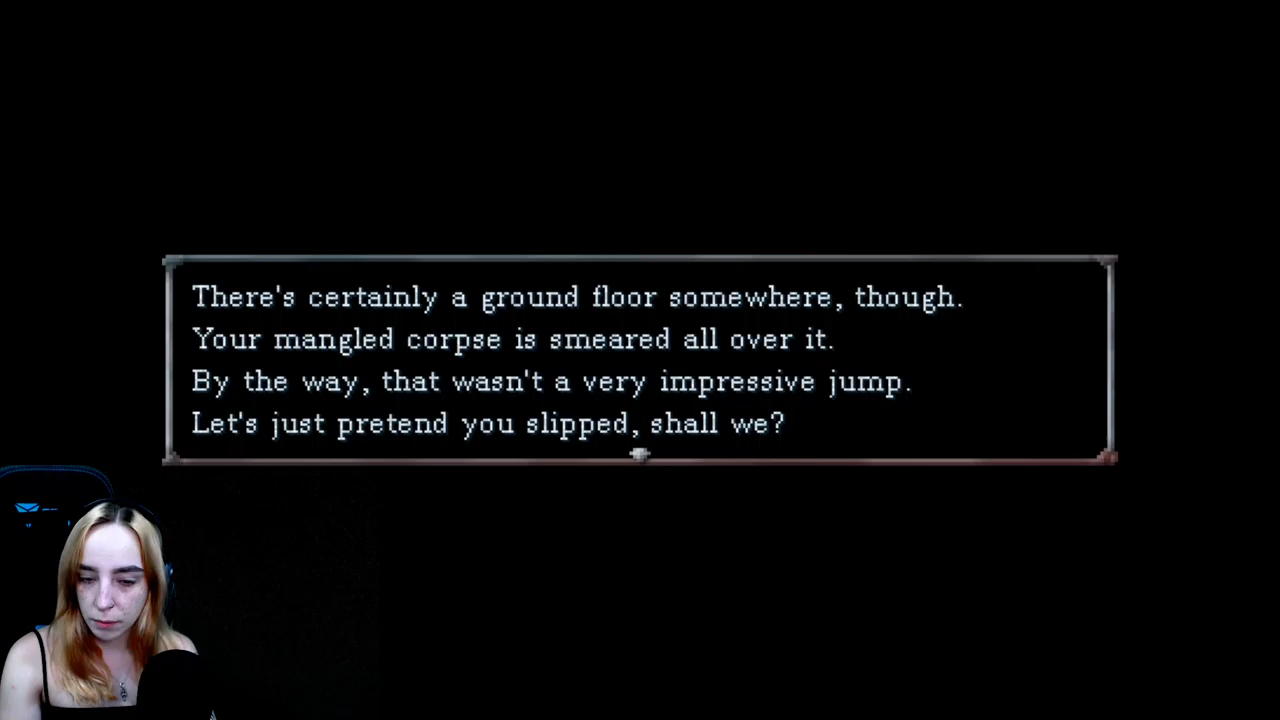 There's certainly a ground floor somewhere, though.
Your mangled corpse is smeared all over it.
By the way, that wasn't a very impressive jump.
Let's just pretend you slipped, shall we?